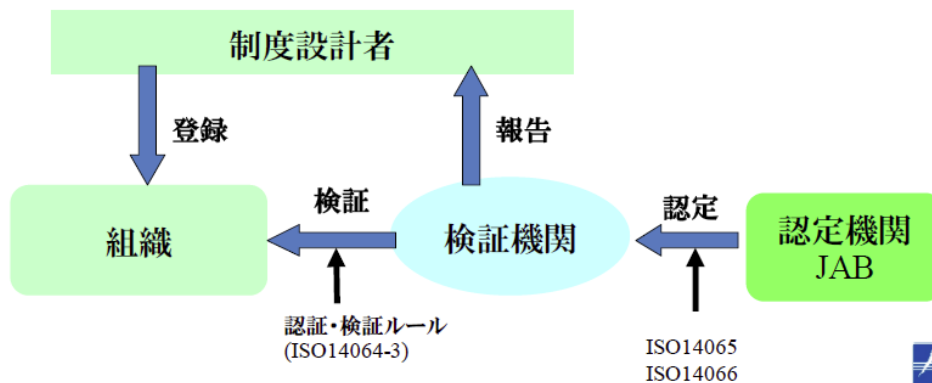 制度設計者
登録
報告
組織
検証
検証機関
認定
認定機関
JAB
認証・検証ルール
(ISO14064-3)
ISO14065
ISO14066